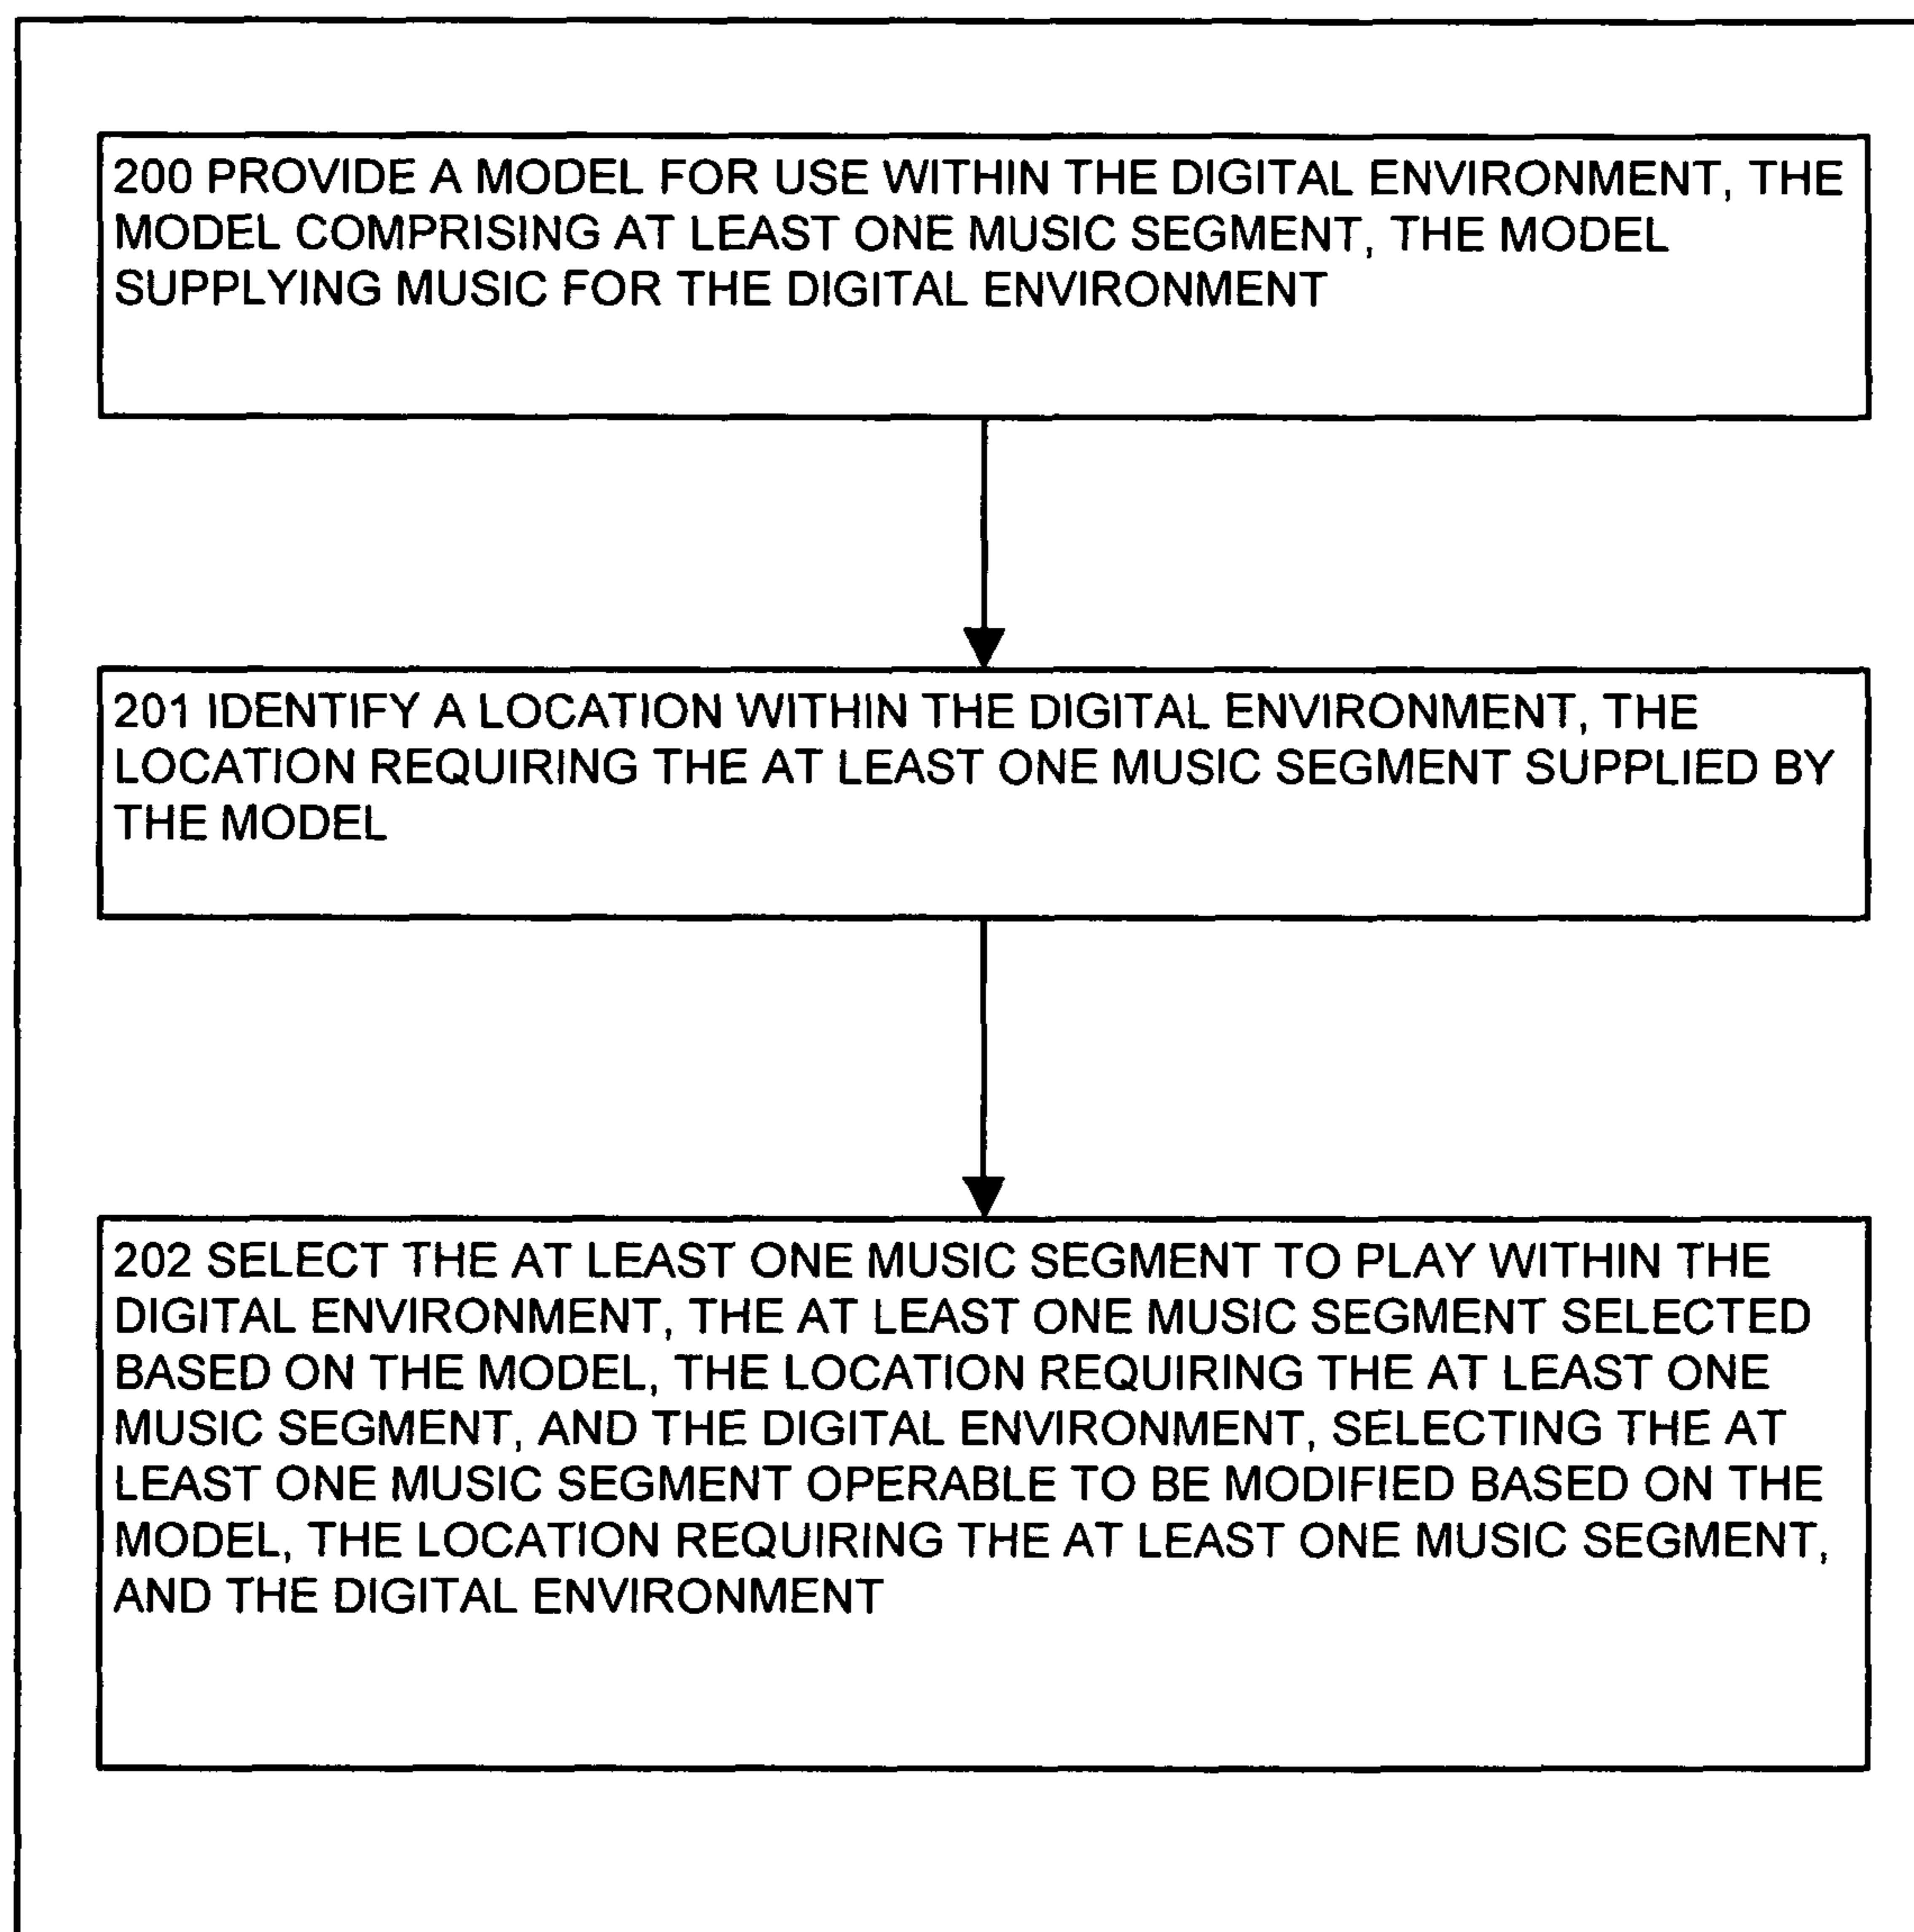 200 PROVIDE A MODEL FOR USE WITHIN THE DIGITAL ENVIRONMENT, THE
MODEL COMPRISING AT LEAST ONE MUSIC SEGMENT, THE MODEL
SUPPLYING MUSIC FOR THE DIGITAL ENVIRONMENT
201 IDENTIFY A LOCATION WITHIN THE DIGITAL ENVIRONMENT, THE
LOCATION REQUIRING THE AT LEAST ONE MUSIC SEGMENT SUPPLIED BY
THE MODEL
202 SELECT THE AT LEAST ONE MUSIC SEGMENT TO PLAY WITHIN THE
DIGITAL ENVIRONMENT, THE AT LEAST ONE MUSIC SEGMENT SELECTED
BASED ON THE MODEL, THE LOCATION REQUIRING THE AT LEAST ONE
MUSIC SEGMENT, AND THE DIGITAL ENVIRONMENT, SELECTING THE AT
LEAST ONE MUSIC SEGMENT OPERABLE TO BE MODIFIED BASED ON THE
MODEL, THE LOCATION REQUIRING THE AT LEAST ONE MUSIC SEGMENT,
AND THE DIGITAL ENVIRONMENT